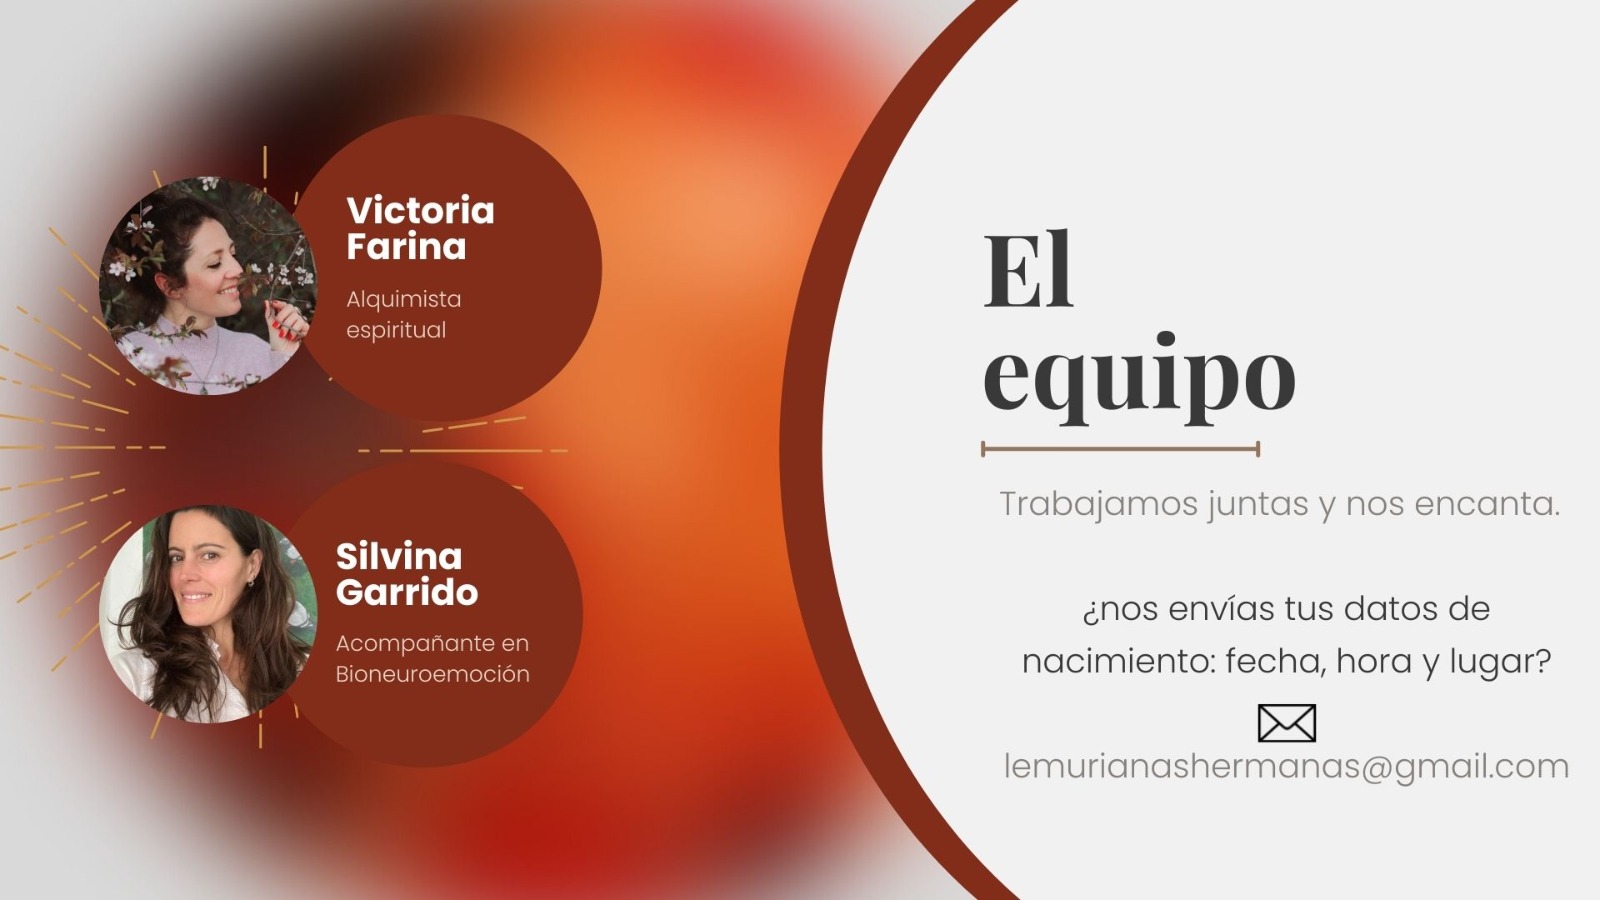 Victoria
Farina
Alquimista
espiritual
Silvina
Garrido
Acompañante en
Bioneuroemoción
El
equipo
Trabajamos juntas y nos encanta.
¿nos envías tus datos de
nacimiento: fecha, hora y lugar?
lemurianashermanas@gmail.com